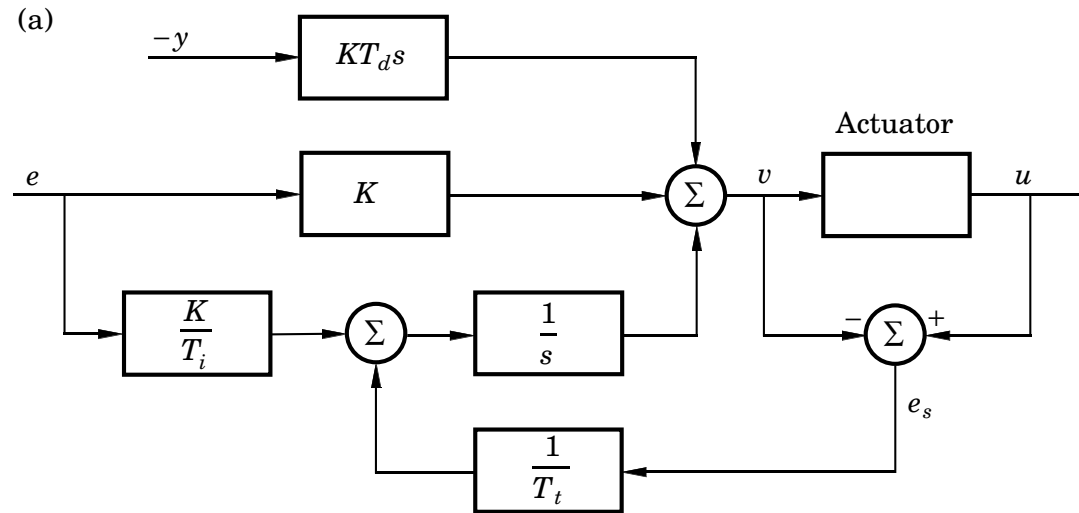 (a)
−y
KT_d s
Actuator
e
K
Σ
v
u
K
T_i
Σ
1
s
− Σ +
e_s
1
T_t